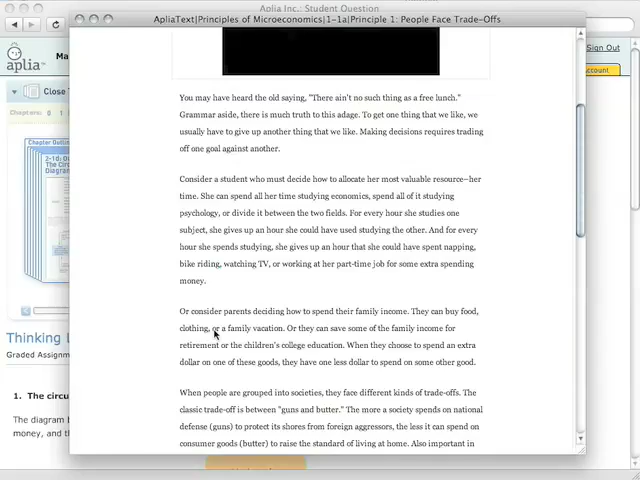 Aplia Inc.: Student Question
ApliaText|Principles of Microeconomics|1-1a|Principle 1: People Face Trade-Offs
Sign Out
aplia
Ma
ccount
Close T
Chapters: 0 1
Chapter Outline
2-1b: Ou
The Circ
Diagram
You may have heard the old saying, "There ain't no such thing as a free lunch."
Grammar aside, there is much truth to this adage. To get one thing that we like, we
usually have to give up another thing that we like. Making decisions requires trading
off one goal against another.
Consider a student who must decide how to allocate her most valuable resource–her
time. She can spend all her time studying economics, spend all of it studying
psychology, or divide it between the two fields. For every hour she studies one
subject, she gives up an hour she could have used studying the other. And for every
hour she spends studying, she gives up an hour that she could have spent napping,
bike riding, watching TV, or working at her part-time job for some extra spending
money.
Or consider parents deciding how to spend their family income. They can buy food,
clothing, or a family vacation. Or they can save some of the family income for
retirement or the children's college education. When they choose to spend an extra
dollar on one of these goods, they have one less dollar to spend on some other good.
When people are grouped into societies, they face different kinds of trade-offs. The
classic trade-off is between "guns and butter." The more a society spends on national
defense (guns) to protect its shores from foreign aggressors, the less it can spend on
consumer goods (butter) to raise the standard of living at home. Also important in
Thinking L
Graded Assignm
1. The circu
The diagram b
money, and th